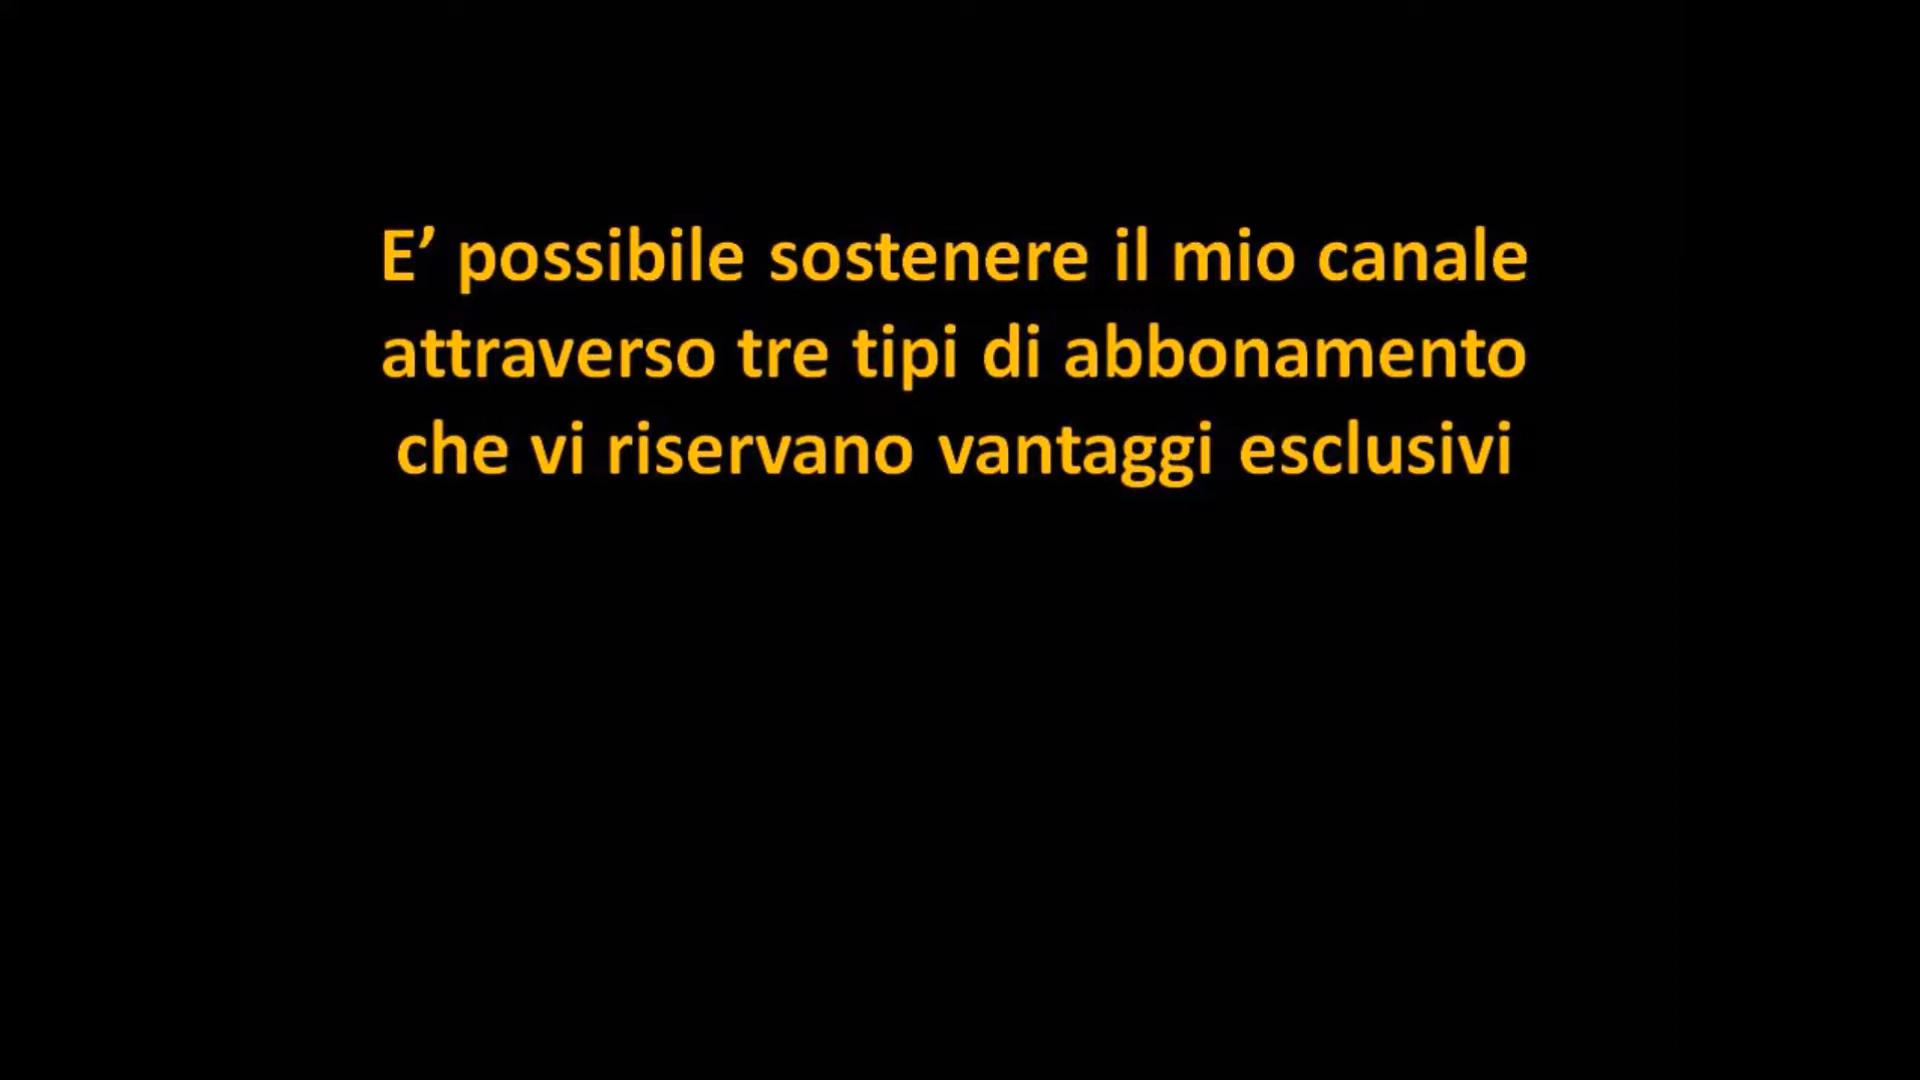 E’ possibile sostenere il mio canale
attraverso tre tipi di abbonamento
che vi riservano vantaggi esclusivi